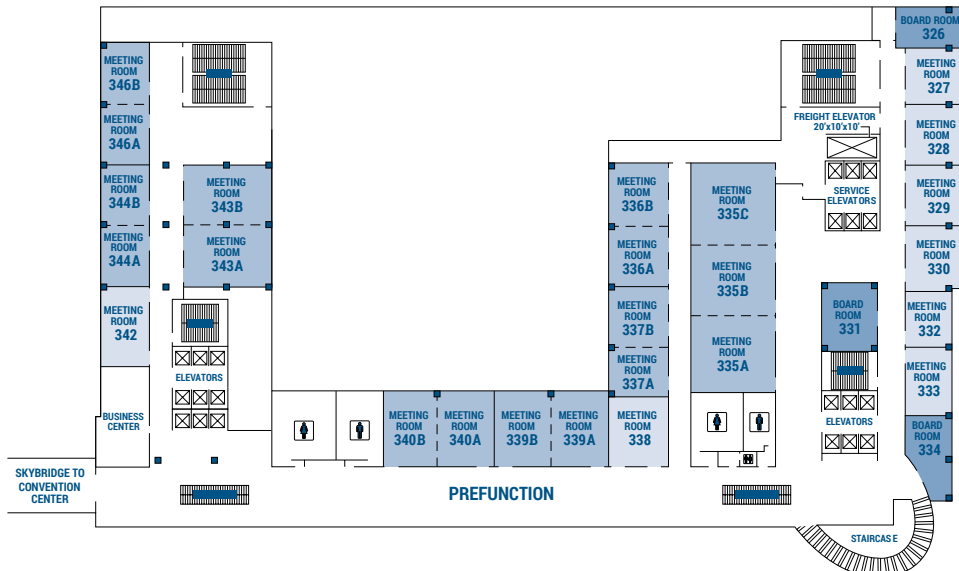 BOARD ROOM
326
MEETING
ROOM
346B
MEETING
ROOM
327
FREIGHT ELEVATOR
20'x10'x10'
MEETING
ROOM
346A
MEETING
ROOM
328
MEETING
ROOM
344B
MEETING
ROOM
343B
MEETING
ROOM
336B
MEETING
ROOM
335C
SERVICE
ELEVATORS
MEETING
ROOM
329
MEETING
ROOM
344A
MEETING
ROOM
343A
MEETING
ROOM
336A
MEETING
ROOM
335B
MEETING
ROOM
330
MEETING
ROOM
342
MEETING
ROOM
337B
BOARD
ROOM
331
MEETING
ROOM
332
MEETING
ROOM
337A
MEETING
ROOM
335A
MEETING
ROOM
333
ELEVATORS
BUSINESS
CENTER
MEETING
ROOM
340B
MEETING
ROOM
340A
MEETING
ROOM
339B
MEETING
ROOM
339A
MEETING
ROOM
338
ELEVATORS
BOARD
ROOM
334
SKYBRIDGE TO
CONVENTION
CENTER
PREFUNCTION
STAIRCASE